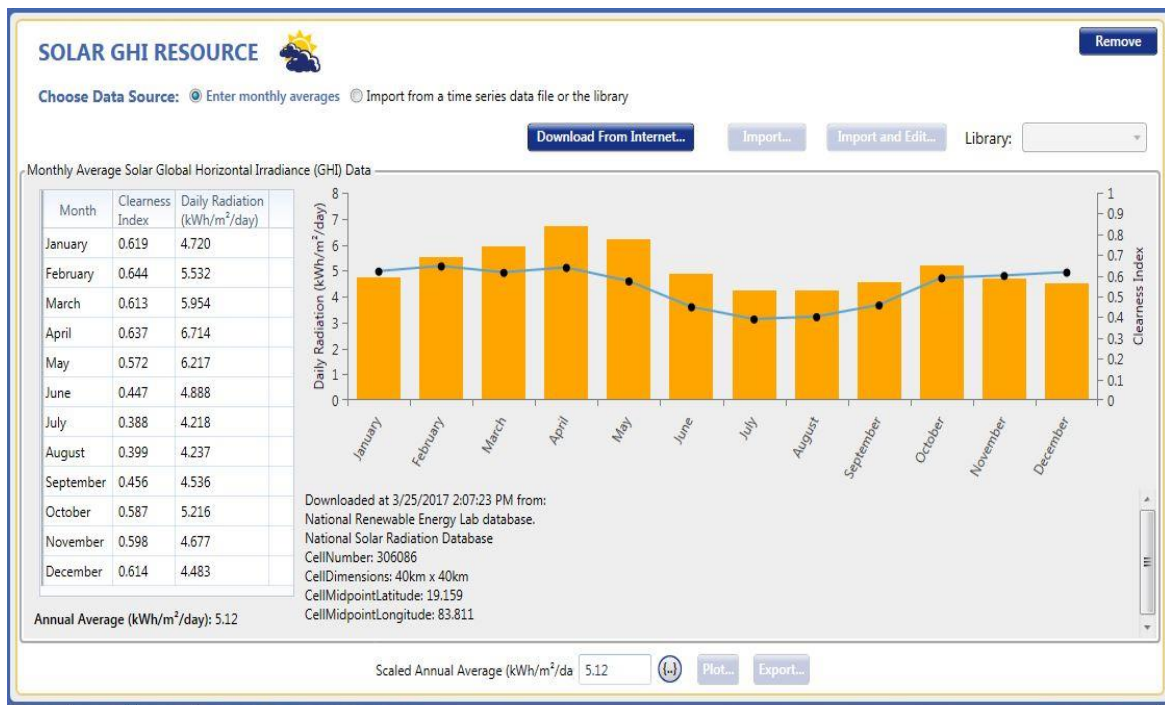 SOLAR GHI RESOURCE
Remove
Choose Data Source: Enter monthly averages Import from a time series data file or the library
Download From Internet... Import... Import and Edit... Library:
Monthly Average Solar Global Horizontal Irradiance (GHI) Data
Month Clearness Index Daily Radiation (kWh/m²/day)
January 0.619 4.720
February 0.644 5.532
March 0.613 5.954
April 0.637 6.714
May 0.572 6.217
June 0.447 4.888
July 0.388 4.218
August 0.399 4.237
September 0.456 4.536
October 0.587 5.216
November 0.598 4.677
December 0.614 4.483
Annual Average (kWh/m²/day): 5.12
Daily Radiation (kWh/m²/day)
8
7
6
5
4
3
2
1
0
1
0.9
0.8
0.7
0.6
0.5
0.4
0.3
0.2
0.1
0
Clearness Index
January February March April May June July August September October November December
Downloaded at 3/25/2017 2:07:23 PM from:
National Renewable Energy Lab database.
National Solar Radiation Database
CellNumber: 306086
CellDimensions: 40km x 40km
CellMidpointLatitude: 19.159
CellMidpointLongitude: 83.811
Scaled Annual Average (kWh/m²/da 5.12 {..} Plot... Export...